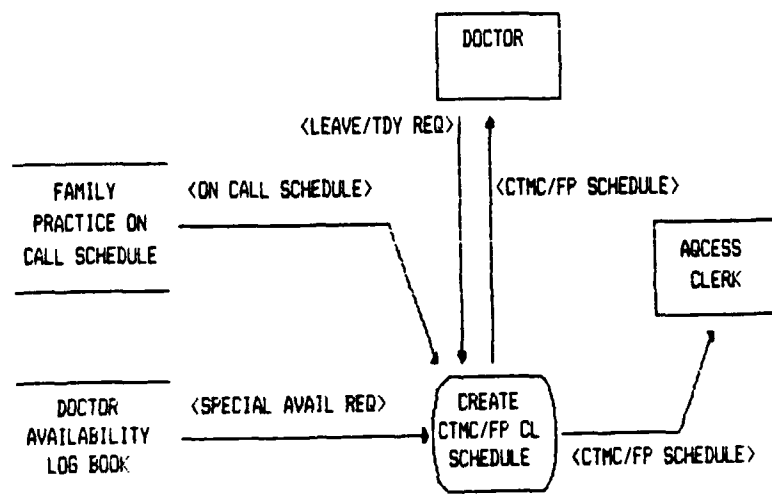 DOCTOR
<LEAVE/TDY REQ>
<CTMC/FP SCHEDULE>
FAMILY
PRACTICE ON
CALL SCHEDULE
<ON CALL SCHEDULE>
AQCESS
CLERK
DOCTOR
AVAILABILITY
LOG BOOK
<SPECIAL AVAIL REQ>
CREATE
CTMC/FP CL
SCHEDULE
<CTMC/FP SCHEDULE>